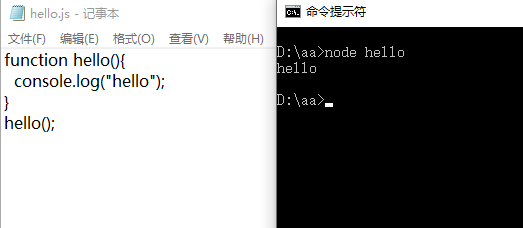 hello.js - 记事本
文件(F) 编辑(E) 格式(O) 查看(V) 帮助(H)
function hello(){
console.log("hello");
}
hello();
命令提示符
D:\aa>node hello
hello
D:\aa>